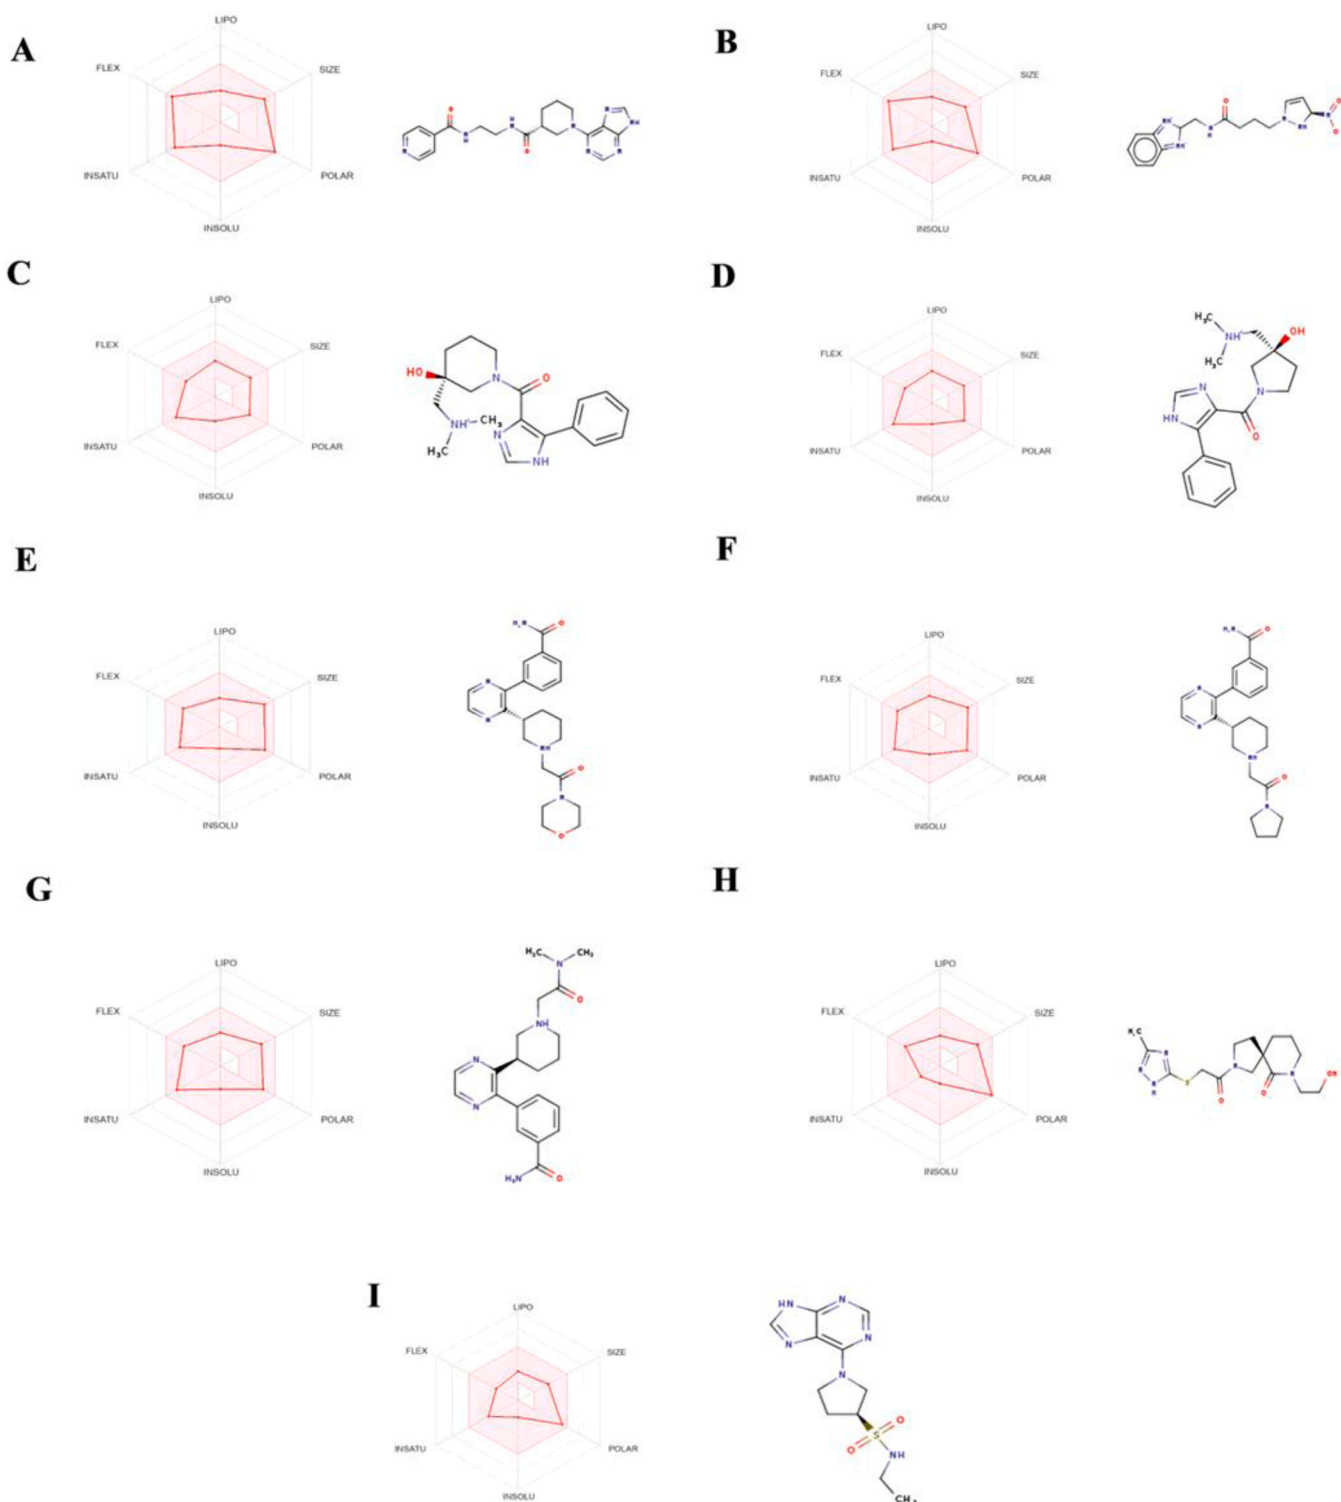 A
LIPO
FLEX
SIZE
INSATU
POLAR
INSOLU
B
LIPO
FLEX
SIZE
INSATU
POLAR
INSOLU
C
LIPO
FLEX
SIZE
INSATU
POLAR
INSOLU
HO
N
O
NH
CH₃
H₃C
N
NH
D
LIPO
FLEX
SIZE
INSATU
POLAR
INSOLU
H₃C
OH
NH
H₃C
N
N
HN
O
E
LIPO
FLEX
SIZE
INSATU
POLAR
INSOLU
F
LIPO
FLEX
SIZE
INSATU
POLAR
INSOLU
G
LIPO
FLEX
SIZE
INSATU
POLAR
INSOLU
H₃C
CH₃
N
O
NH
N
N
H₂N
O
H
LIPO
FLEX
SIZE
INSATU
POLAR
INSOLU
I
LIPO
FLEX
SIZE
INSATU
POLAR
INSOLU
HN
N
N
N
N
O
S
O
NH
CH₃